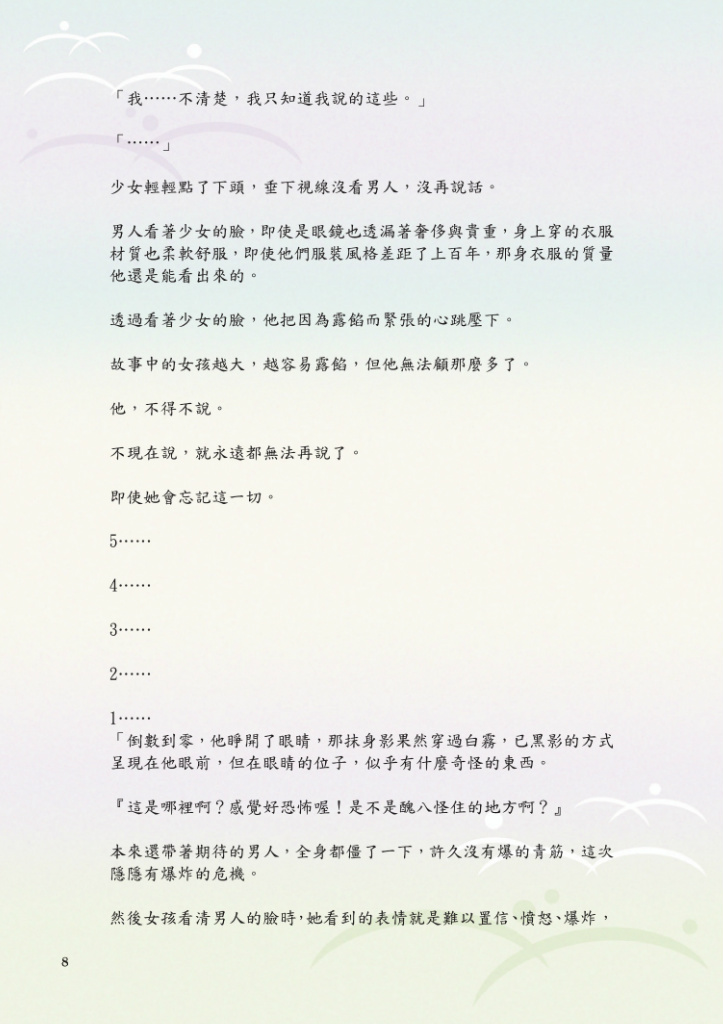 「我……不清楚，我只知道我說的這些。」
「……」
少女輕輕點了下頭，垂下視線沒看男人，沒再說話。
男人看著少女的臉，即使是眼鏡也透漏著奢侈與貴重，身上穿的衣服
材質也柔軟舒服，即使他們服裝風格差距了上百年，那身衣服的質量
他還是能看出來的。
透過看著少女的臉，他把因為露餡而緊張的心跳壓下。
故事中的女孩越大，越容易露餡，但他無法顧那麼多了。
他，不得不說。
不現在說，就永遠都無法再說了。
即使她會忘記這一切。
5……
4……
3……
2……
1……
「倒數到零，他睜開了眼睛，那抹身影果然穿過白霧，已黑影的方式
呈現在他眼前，但在眼睛的位子，似乎有什麼奇怪的東西。
『這是哪裡啊？感覺好恐怖喔！是不是醜八怪住的地方啊？』
本來還帶著期待的男人，全身都僵了一下，許久沒有爆的青筋，這次
隱隱有爆炸的危機。
然後女孩看清男人的臉時，她看到的表情就是難以置信、憤怒、爆炸，
8